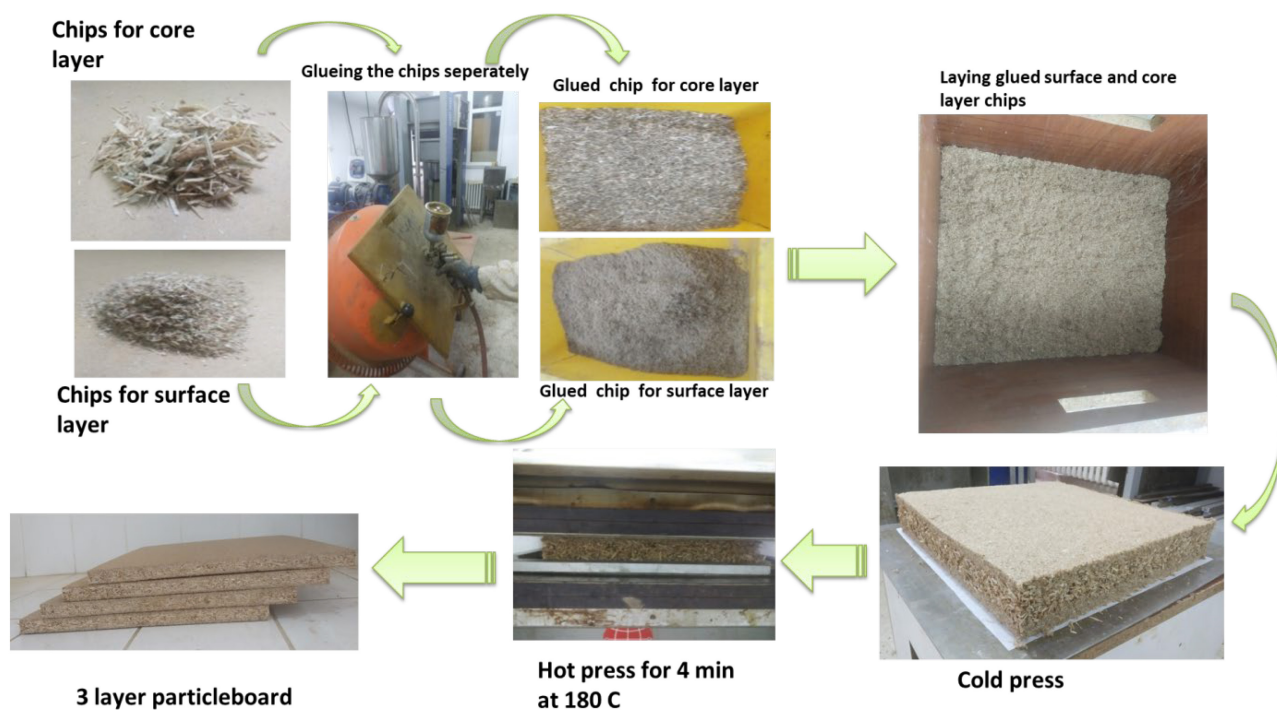 Chips for core
layer
Glueing the chips seperately
Glued chip for core layer
Laying glued surface and core
layer chips
Chips for surface
layer
Glued chip for surface layer
Cold press
Hot press for 4 min
at 180 C
3 layer particleboard